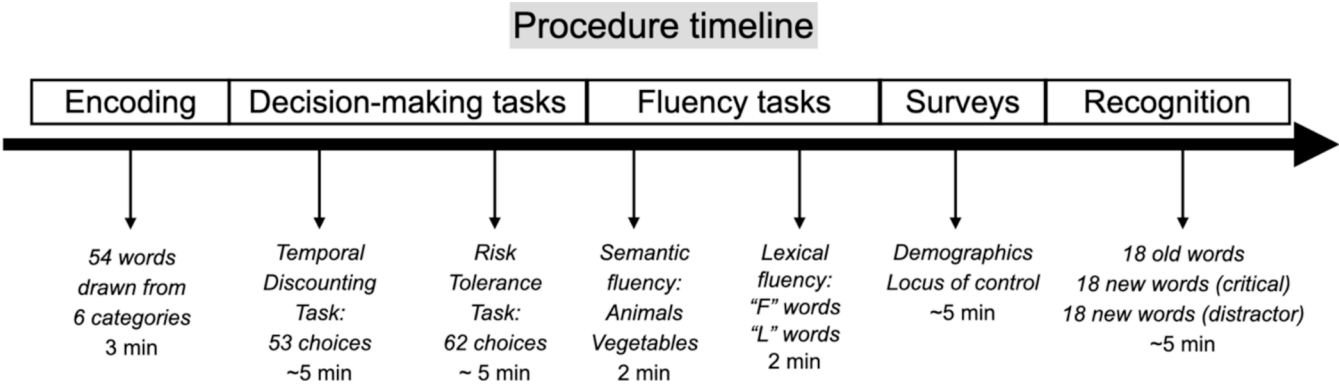 Procedure timeline
Encoding
Decision-making tasks
Fluency tasks
Surveys
Recognition
54 words
drawn from
6 categories
3 min
Temporal
Discounting
Task:
53 choices
~5 min
Risk
Tolerance
Task:
62 choices
~ 5 min
Semantic
fluency:
Animals
Vegetables
2 min
Lexical
fluency:
“F” words
“L” words
2 min
Demographics
Locus of control
~5 min
18 old words
18 new words (critical)
18 new words (distractor)
~5 min